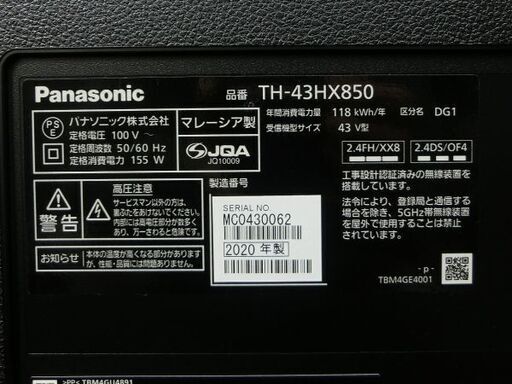 Panasonic
品番 TH-43HX850
年間消費電力量 118 kWh/年 区分名 DG1
受信機型サイズ 43 V型
PS
E
パナソニック株式会社
定格電圧 100 V ～
定格周波数 50/60 Hz
定格消費電力 155 W
マレーシア製
JQA
JQ10009
2.4FH/XX8
2.4DS/OF4
工事設計認証済みの無線装置を
搭載しています。
法令により、登録局と通信する
場合を除き、5GHz帯無線装置
を屋外で使用することは禁止
されています。
警告
高圧注意
サービスマン以外の方は、
裏ぶたをあけないでください。
内部には高電圧部分が数多く
あり、万一さわると危険です。
製造番号
SERIAL NO.
MC0430062
2020 年製
お知らせ
本体の温度が高くなる部分がありますが、
性能・品質には問題ありません。
- p -
TBM4GE4001
>PP< TBM4GU4891